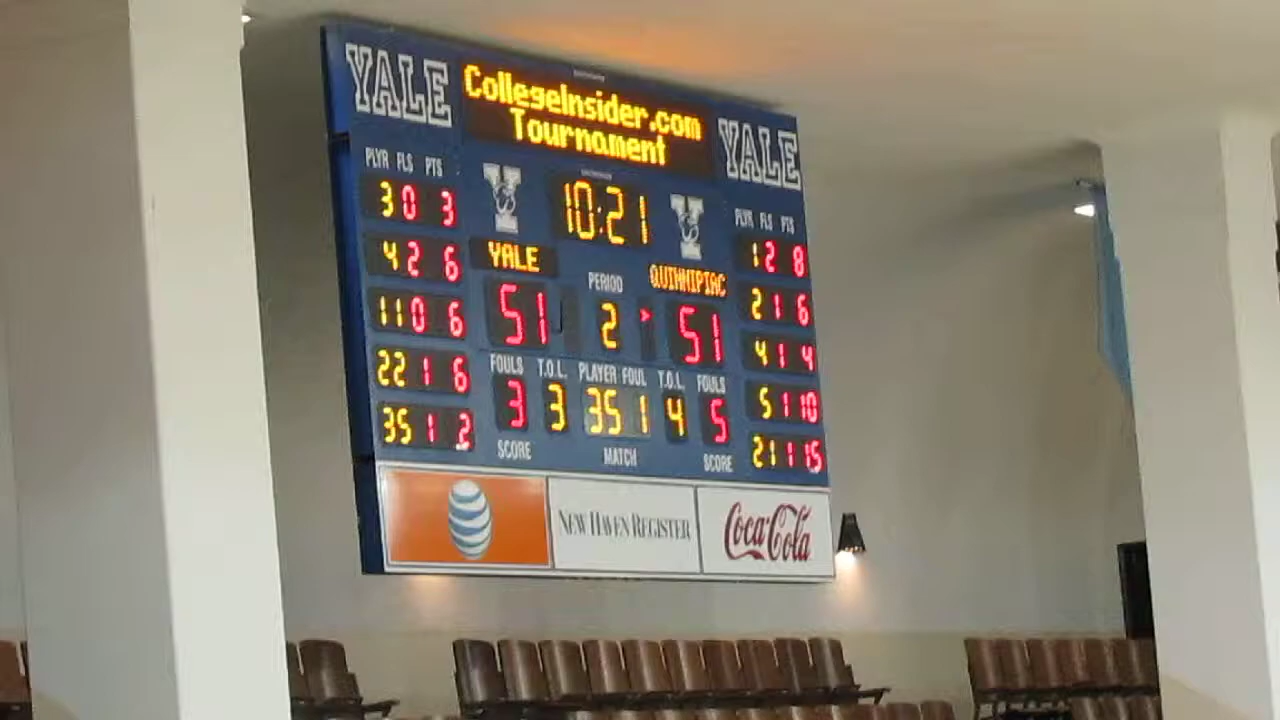 YALE CollegeInsider.com YALE
Tournament
PLYR FLS PTS
3 0 3
4 2 6
11 0 6
22 1 6
35 1 2
10:21
YALE
51
PERIOD
2
QUINNIPIAC
51
FOULS T.O.L. PLAYER FOUL T.O.L. FOULS
3 3 35 1 4 5
SCORE MATCH SCORE
PLYR FLS PTS
1 2 8
2 1 6
4 1 4
5 1 10
21 1 15
NEW HAVEN REGISTER
Coca-Cola